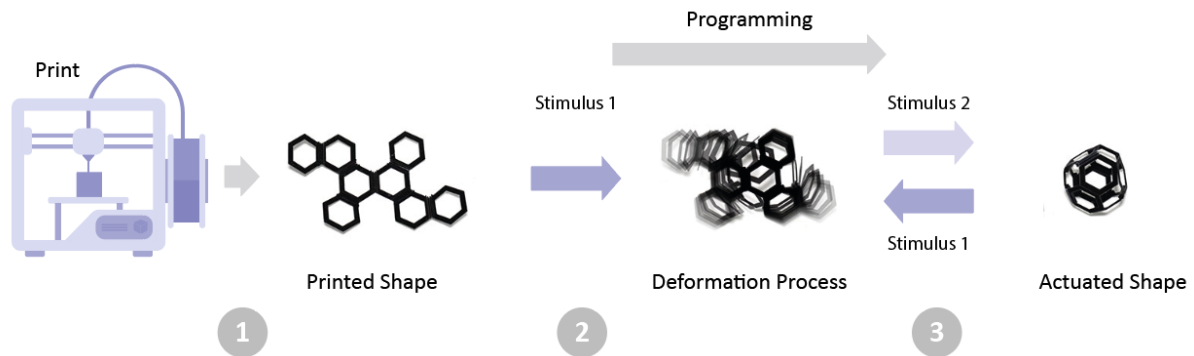 Programming
Print
Stimulus 1
Stimulus 2
Stimulus 1
Printed Shape
Deformation Process
Actuated Shape
1
2
3